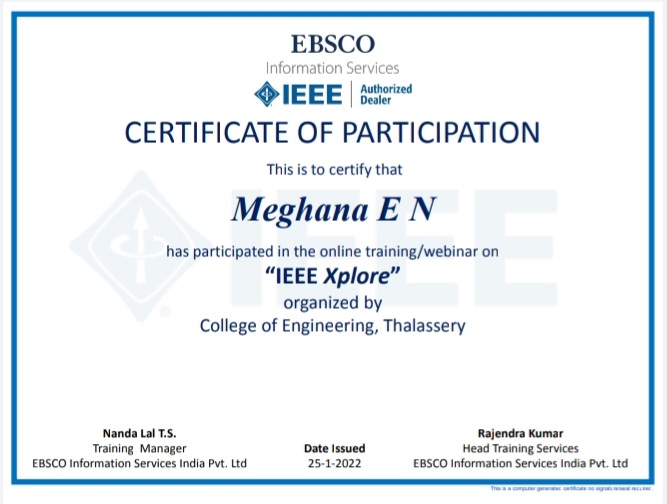 EBSCO
Information Services
IEEE Authorized Dealer
CERTIFICATE OF PARTICIPATION
This is to certify that
Meghana E N
has participated in the online training/webinar on
“IEEE Xplore”
organized by
College of Engineering, Thalassery
Nanda Lal T.S.
Training Manager
EBSCO Information Services India Pvt. Ltd
Date Issued
25-1-2022
Rajendra Kumar
Head Training Services
EBSCO Information Services India Pvt. Ltd
This is a computer generated certificate no